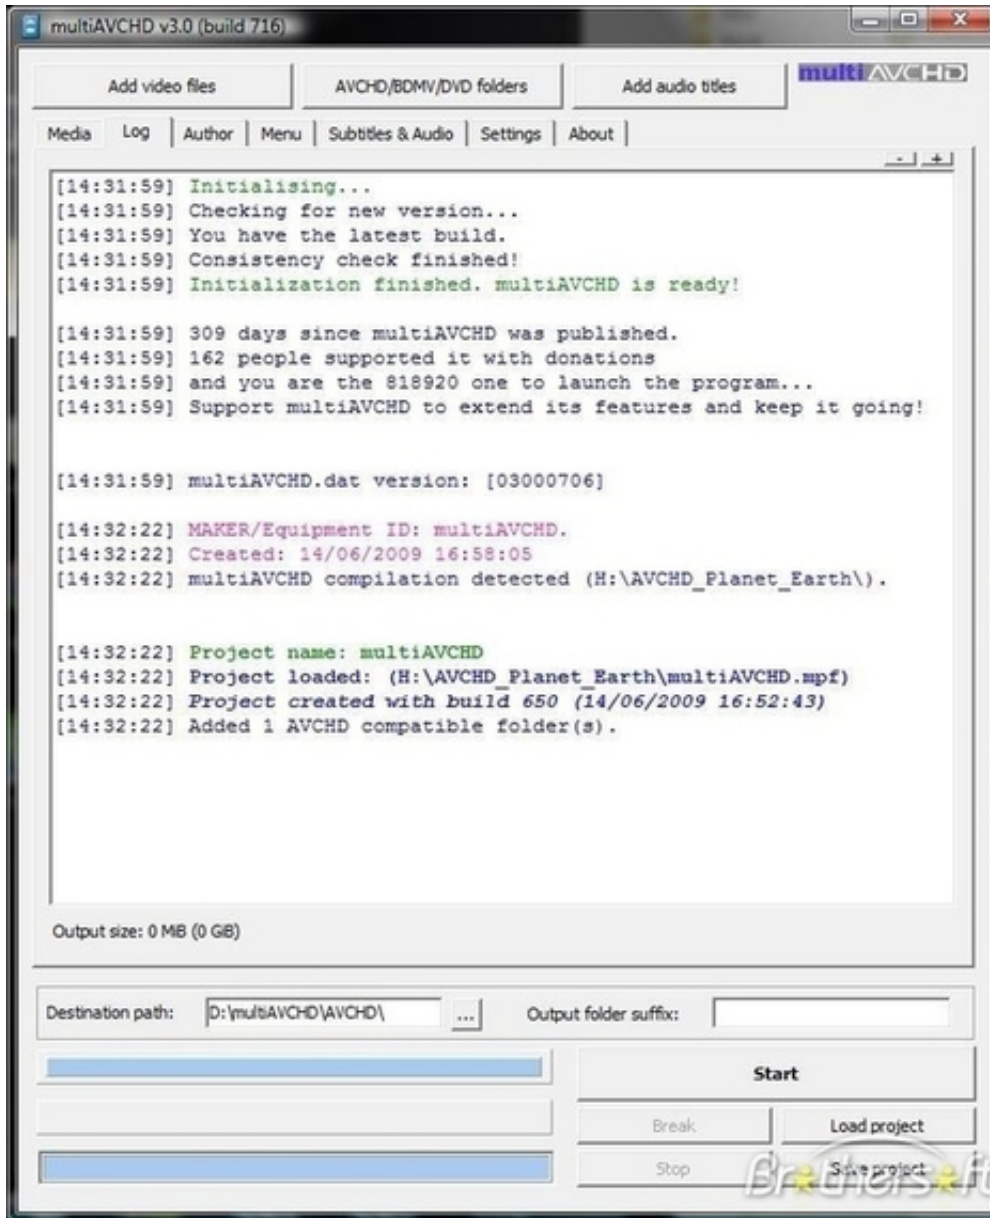 multiAVCHD v3.0 (build 716)
Add video files
AVCHD/BDMV/DVD folders
Add audio titles
multiAVCHD
Media
Log
Author
Menu
Subtitles & Audio
Settings
About
- +
[14:31:59] Initialising...
[14:31:59] Checking for new version...
[14:31:59] You have the latest build.
[14:31:59] Consistency check finished!
[14:31:59] Initialization finished. multiAVCHD is ready!
[14:31:59] 309 days since multiAVCHD was published.
[14:31:59] 162 people supported it with donations
[14:31:59] and you are the 818920 one to launch the program...
[14:31:59] Support multiAVCHD to extend its features and keep it going!
[14:31:59] multiAVCHD.dat version: [03000706]
[14:32:22] MAKER/Equipment ID: multiAVCHD.
[14:32:22] Created: 14/06/2009 16:58:05
[14:32:22] multiAVCHD compilation detected (H:\AVCHD_Planet_Earth\).
[14:32:22] Project name: multiAVCHD
[14:32:22] Project loaded: (H:\AVCHD_Planet_Earth\multiAVCHD.mpf)
[14:32:22] Project created with build 650 (14/06/2009 16:52:43)
[14:32:22] Added 1 AVCHD compatible folder(s).
Output size: 0 MiB (0 GiB)
Destination path:
D:\multiAVCHD\AVCHD\
...
Output folder suffix:
Start
Break
Load project
Stop
Save project
Brothersoft